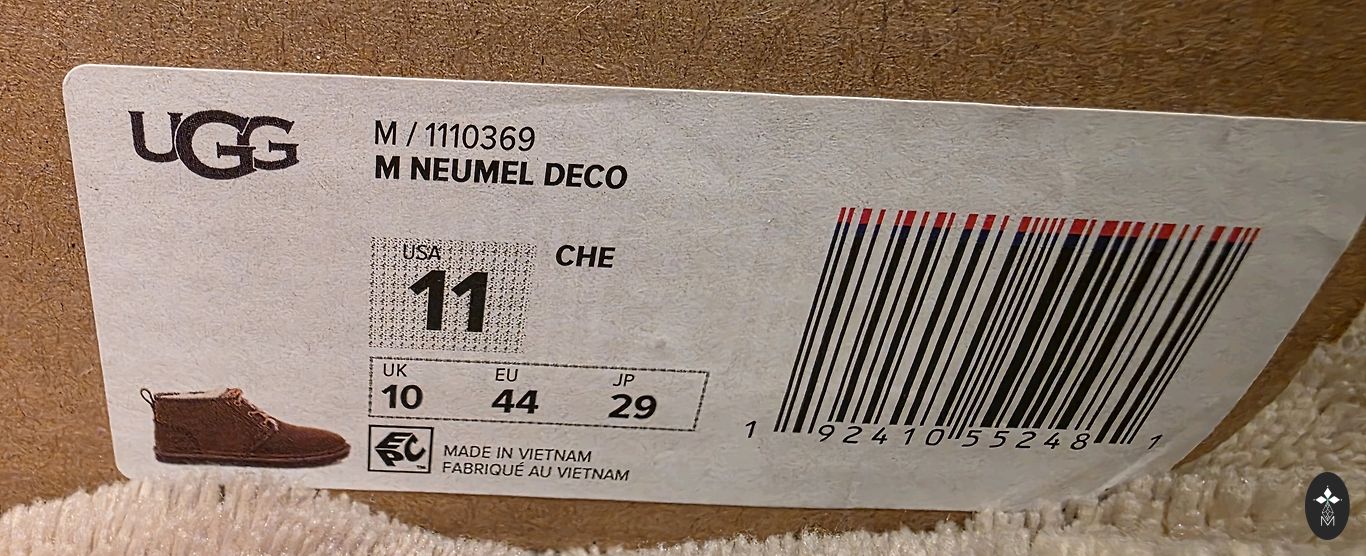 UGG
M / 1110369
M NEUMEL DECO
USA
11
CHE
UK EU JP
10 44 29
EPC
MADE IN VIETNAM
FABRIQUÉ AU VIETNAM
1 92410 55248 1
M